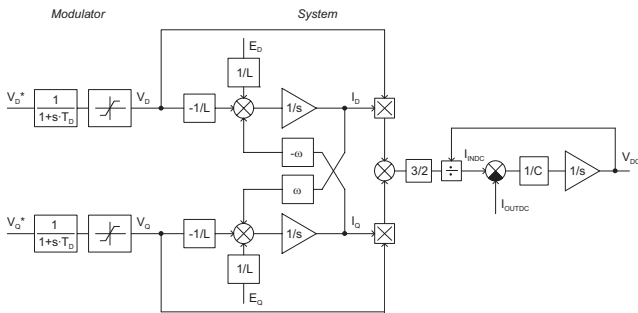 Modulator
System
E_D
1/L
V_D*
1
1+s·T_D
V_D
-1/L
1/s
I_D
-ω
ω
3/2
÷
I_INDC
1/C
1/s
V_DC
I_OUTDC
V_Q*
1
1+s·T_D
V_Q
-1/L
1/s
I_Q
1/L
E_Q